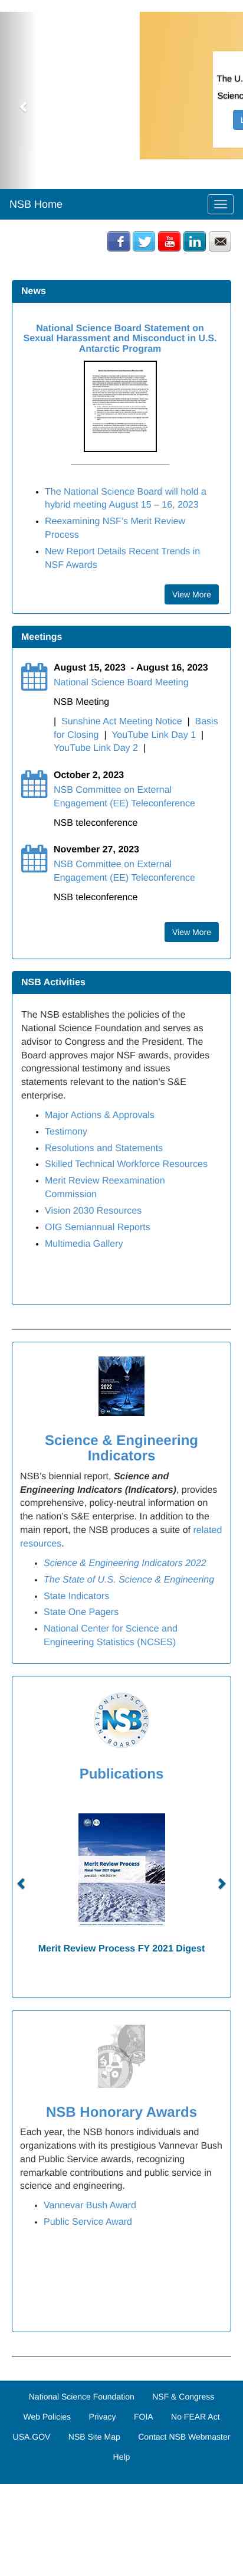 The U.
Scienc
NSB Home
News
National Science Board Statement on
Sexual Harrassment and Misconduct in U.S.
Antarctic Program
The National Science Board will hold a
hybrid meeting August 15 – 16, 2023
Reexamining NSF's Merit Review
Process
New Report Details Recent Trends in
NSF Awards
View More
Meetings
August 15, 2023 - August 16, 2023
National Science Board Meeting
NSB Meeting
| Sunshine Act Meeting Notice | Basis
for Closing | YouTube Link Day 1 |
YouTube Link Day 2 |
October 2, 2023
NSB Committee on External
Engagement (EE) Teleconference
NSB teleconference
November 27, 2023
NSB Committee on External
Engagement (EE) Teleconference
NSB teleconference
View More
NSB Activities
The NSB establishes the policies of the
National Science Foundation and serves as
advisor to Congress and the President. The
Board approves major NSF awards, provides
congressional testimony and issues
statements relevant to the nation's S&E
enterprise.
Major Actions & Approvals
Testimony
Resolutions and Statements
Skilled Technical Workforce Resources
Merit Review Reexamination
Commission
Vision 2030 Resources
OIG Semiannual Reports
Multimedia Gallery
2022
Science & Engineering
Indicators
NSB's biennial report, Science and
Engineering Indicators (Indicators), provides
comprehensive, policy-neutral information on
the nation's S&E enterprise. In addition to the
main report, the NSB produces a suite of related
resources.
Science & Engineering Indicators 2022
The State of U.S. Science & Engineering
State Indicators
State One Pagers
National Center for Science and
Engineering Statistics (NCSES)
NATIONAL SCIENCE
NSB
BOARD
Publications
Merit Review Process
Fiscal Year 2021 Digest
Merit Review Process FY 2021 Digest
NSB Honorary Awards
Each year, the NSB honors individuals and
organizations with its prestigious Vannevar Bush
and Public Service awards, recognizing
remarkable contributions and public service in
science and engineering.
Vannevar Bush Award
Public Service Award
National Science Foundation NSF & Congress
Web Policies Privacy FOIA No FEAR Act
USA.GOV NSB Site Map Contact NSB Webmaster
Help